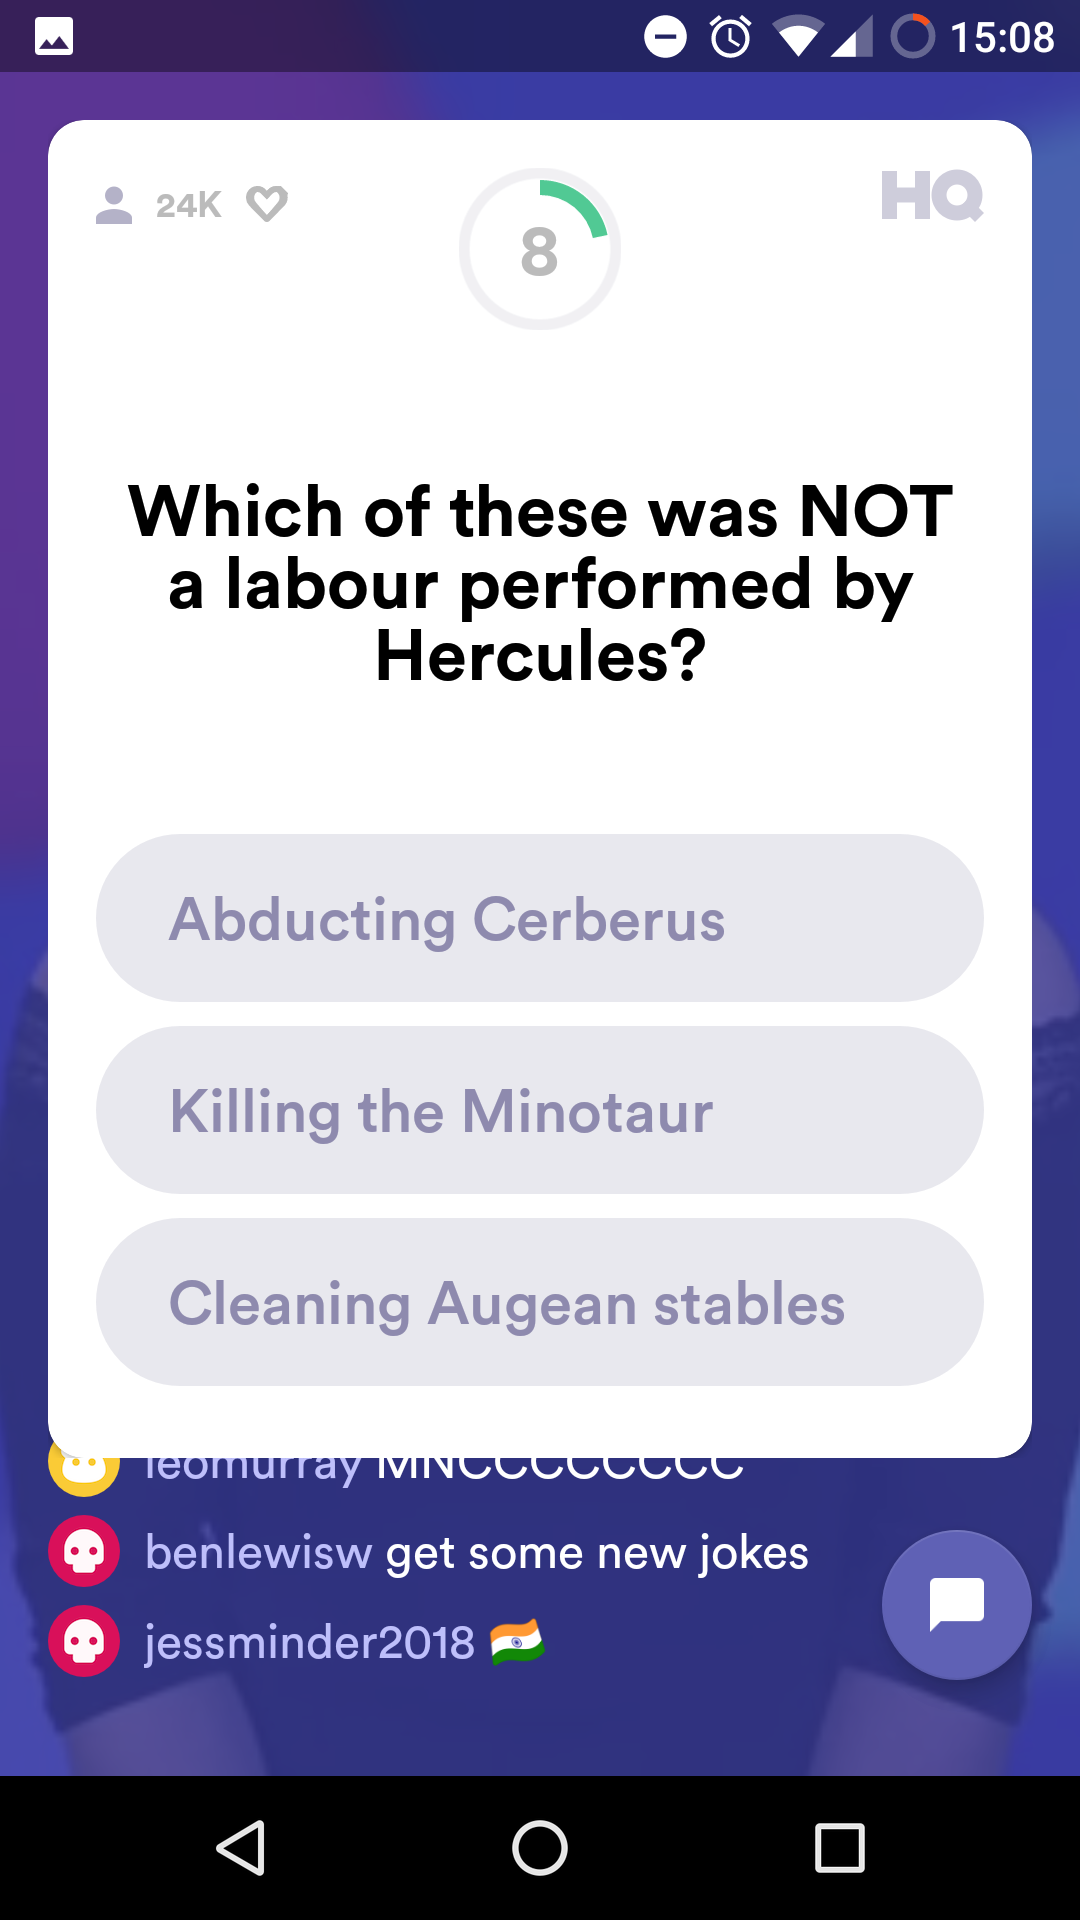 15:08
24K
8
HQ
Which of these was NOT
a labour performed by
Hercules?
Abducting Cerberus
Killing the Minotaur
Cleaning Augean stables
leomurray MNCCCCCCCC
benlewisw get some new jokes
jessminder2018 🇮🇳